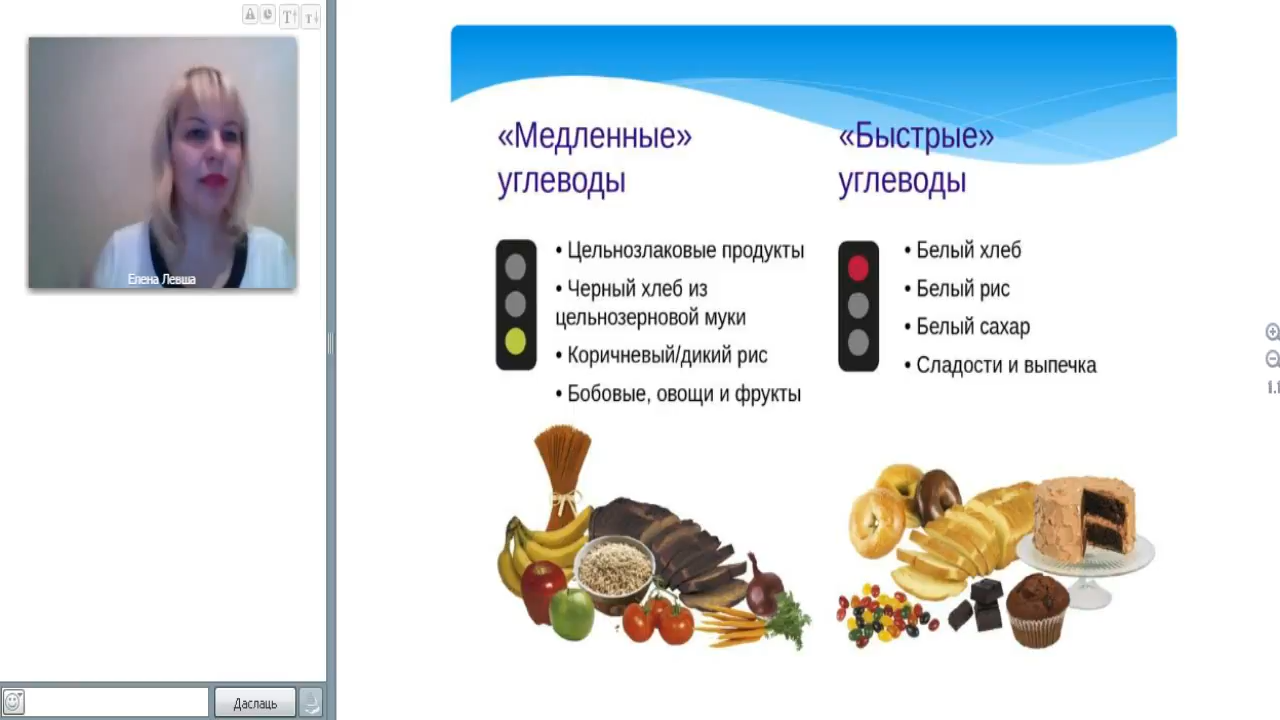 Елена Левша
Даслаць
«Медленные»
углеводы
• Цельнозлаковые продукты
• Черный хлеб из
цельнозерновой муки
• Коричневый/дикий рис
• Бобовые, овощи и фрукты
«Быстрые»
углеводы
• Белый хлеб
• Белый рис
• Белый сахар
• Сладости и выпечка